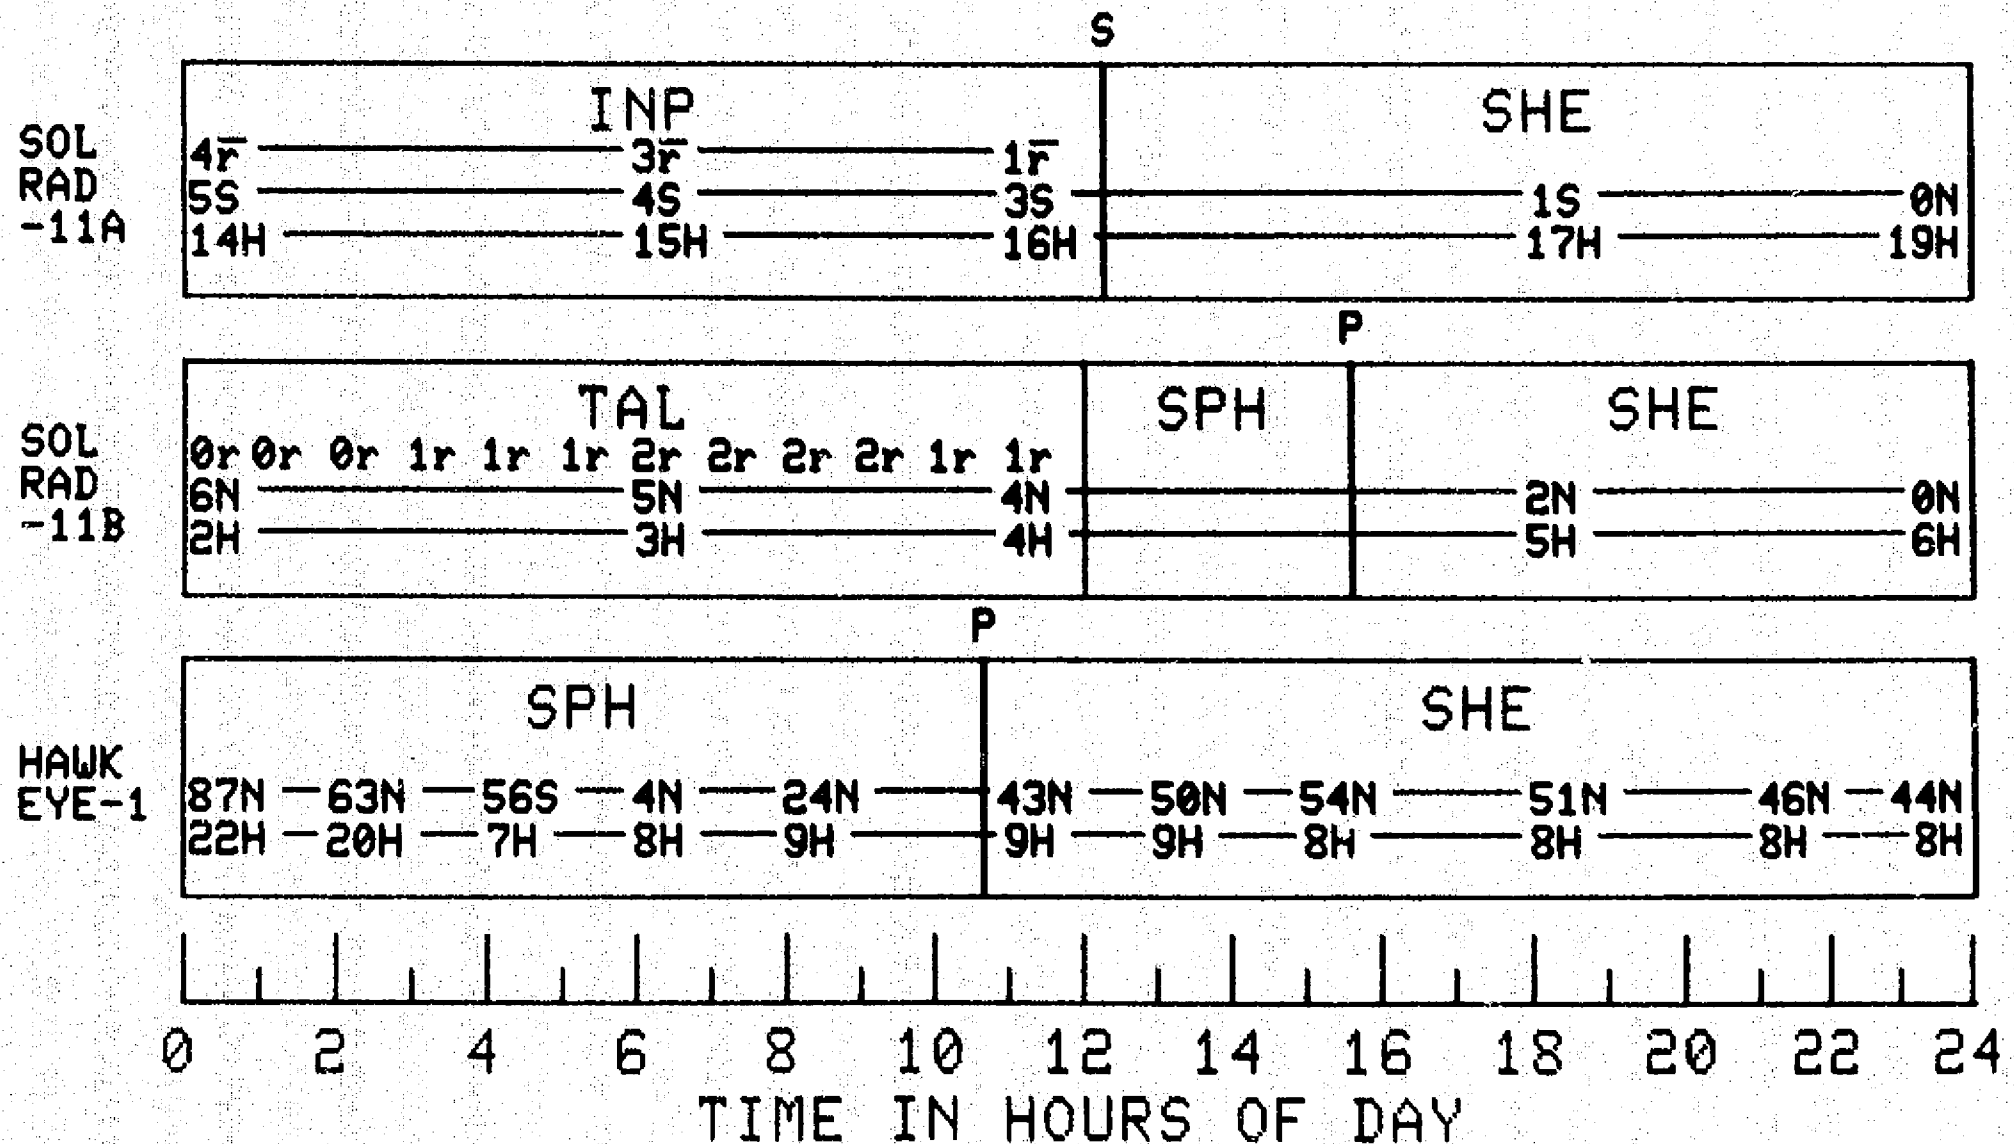 S
INP SHE
SOL
RAD
-11A
4r̅ 3r̅ 1r̅
5S 4S 3S 1S 0N
14H 15H 16H 17H 19H
P
TAL SPH SHE
SOL
RAD
-11B
0r 0r 0r 1r 1r 1r 2r 2r 2r 2r 1r 1r
6N 5N 4N 2N 0N
2H 3H 4H 5H 6H
P
SPH SHE
HAWK
EYE-1
87N 63N 56S 4N 24N 43N 50N 54N 51N 46N 44N
22H 20H 7H 8H 9H 9H 9H 8H 8H 8H 8H
0 2 4 6 8 10 12 14 16 18 20 22 24
TIME IN HOURS OF DAY